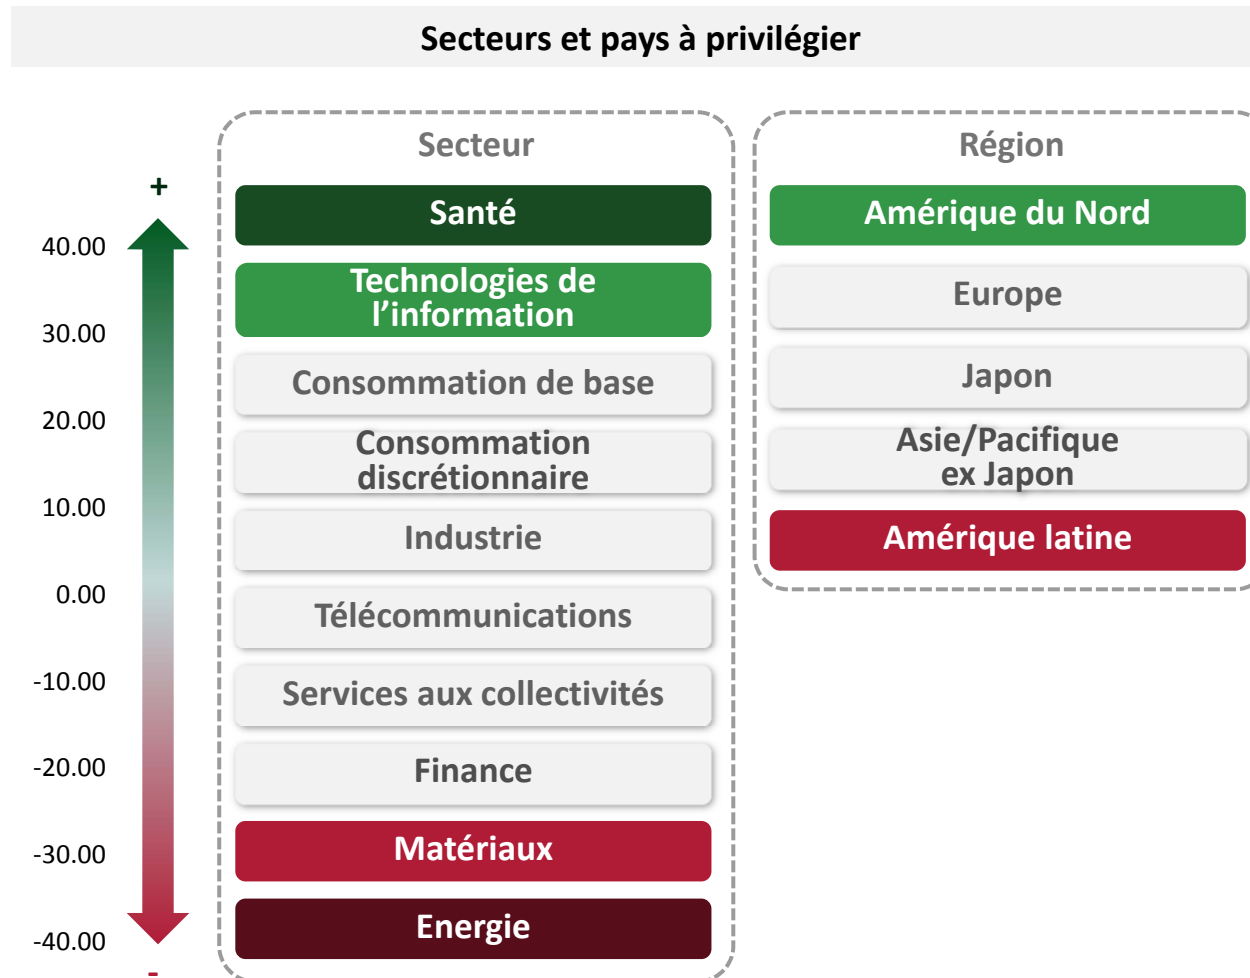 Secteurs et pays à privilégier
+
40.00
30.00
20.00
10.00
0.00
-10.00
-20.00
-30.00
-40.00
-
Secteur
Santé
Technologies de
l’information
Consommation de base
Consommation
discrétionnaire
Industrie
Télécommunications
Services aux collectivités
Finance
Matériaux
Energie
Région
Amérique du Nord
Europe
Japon
Asie/Pacifique
ex Japon
Amérique latine